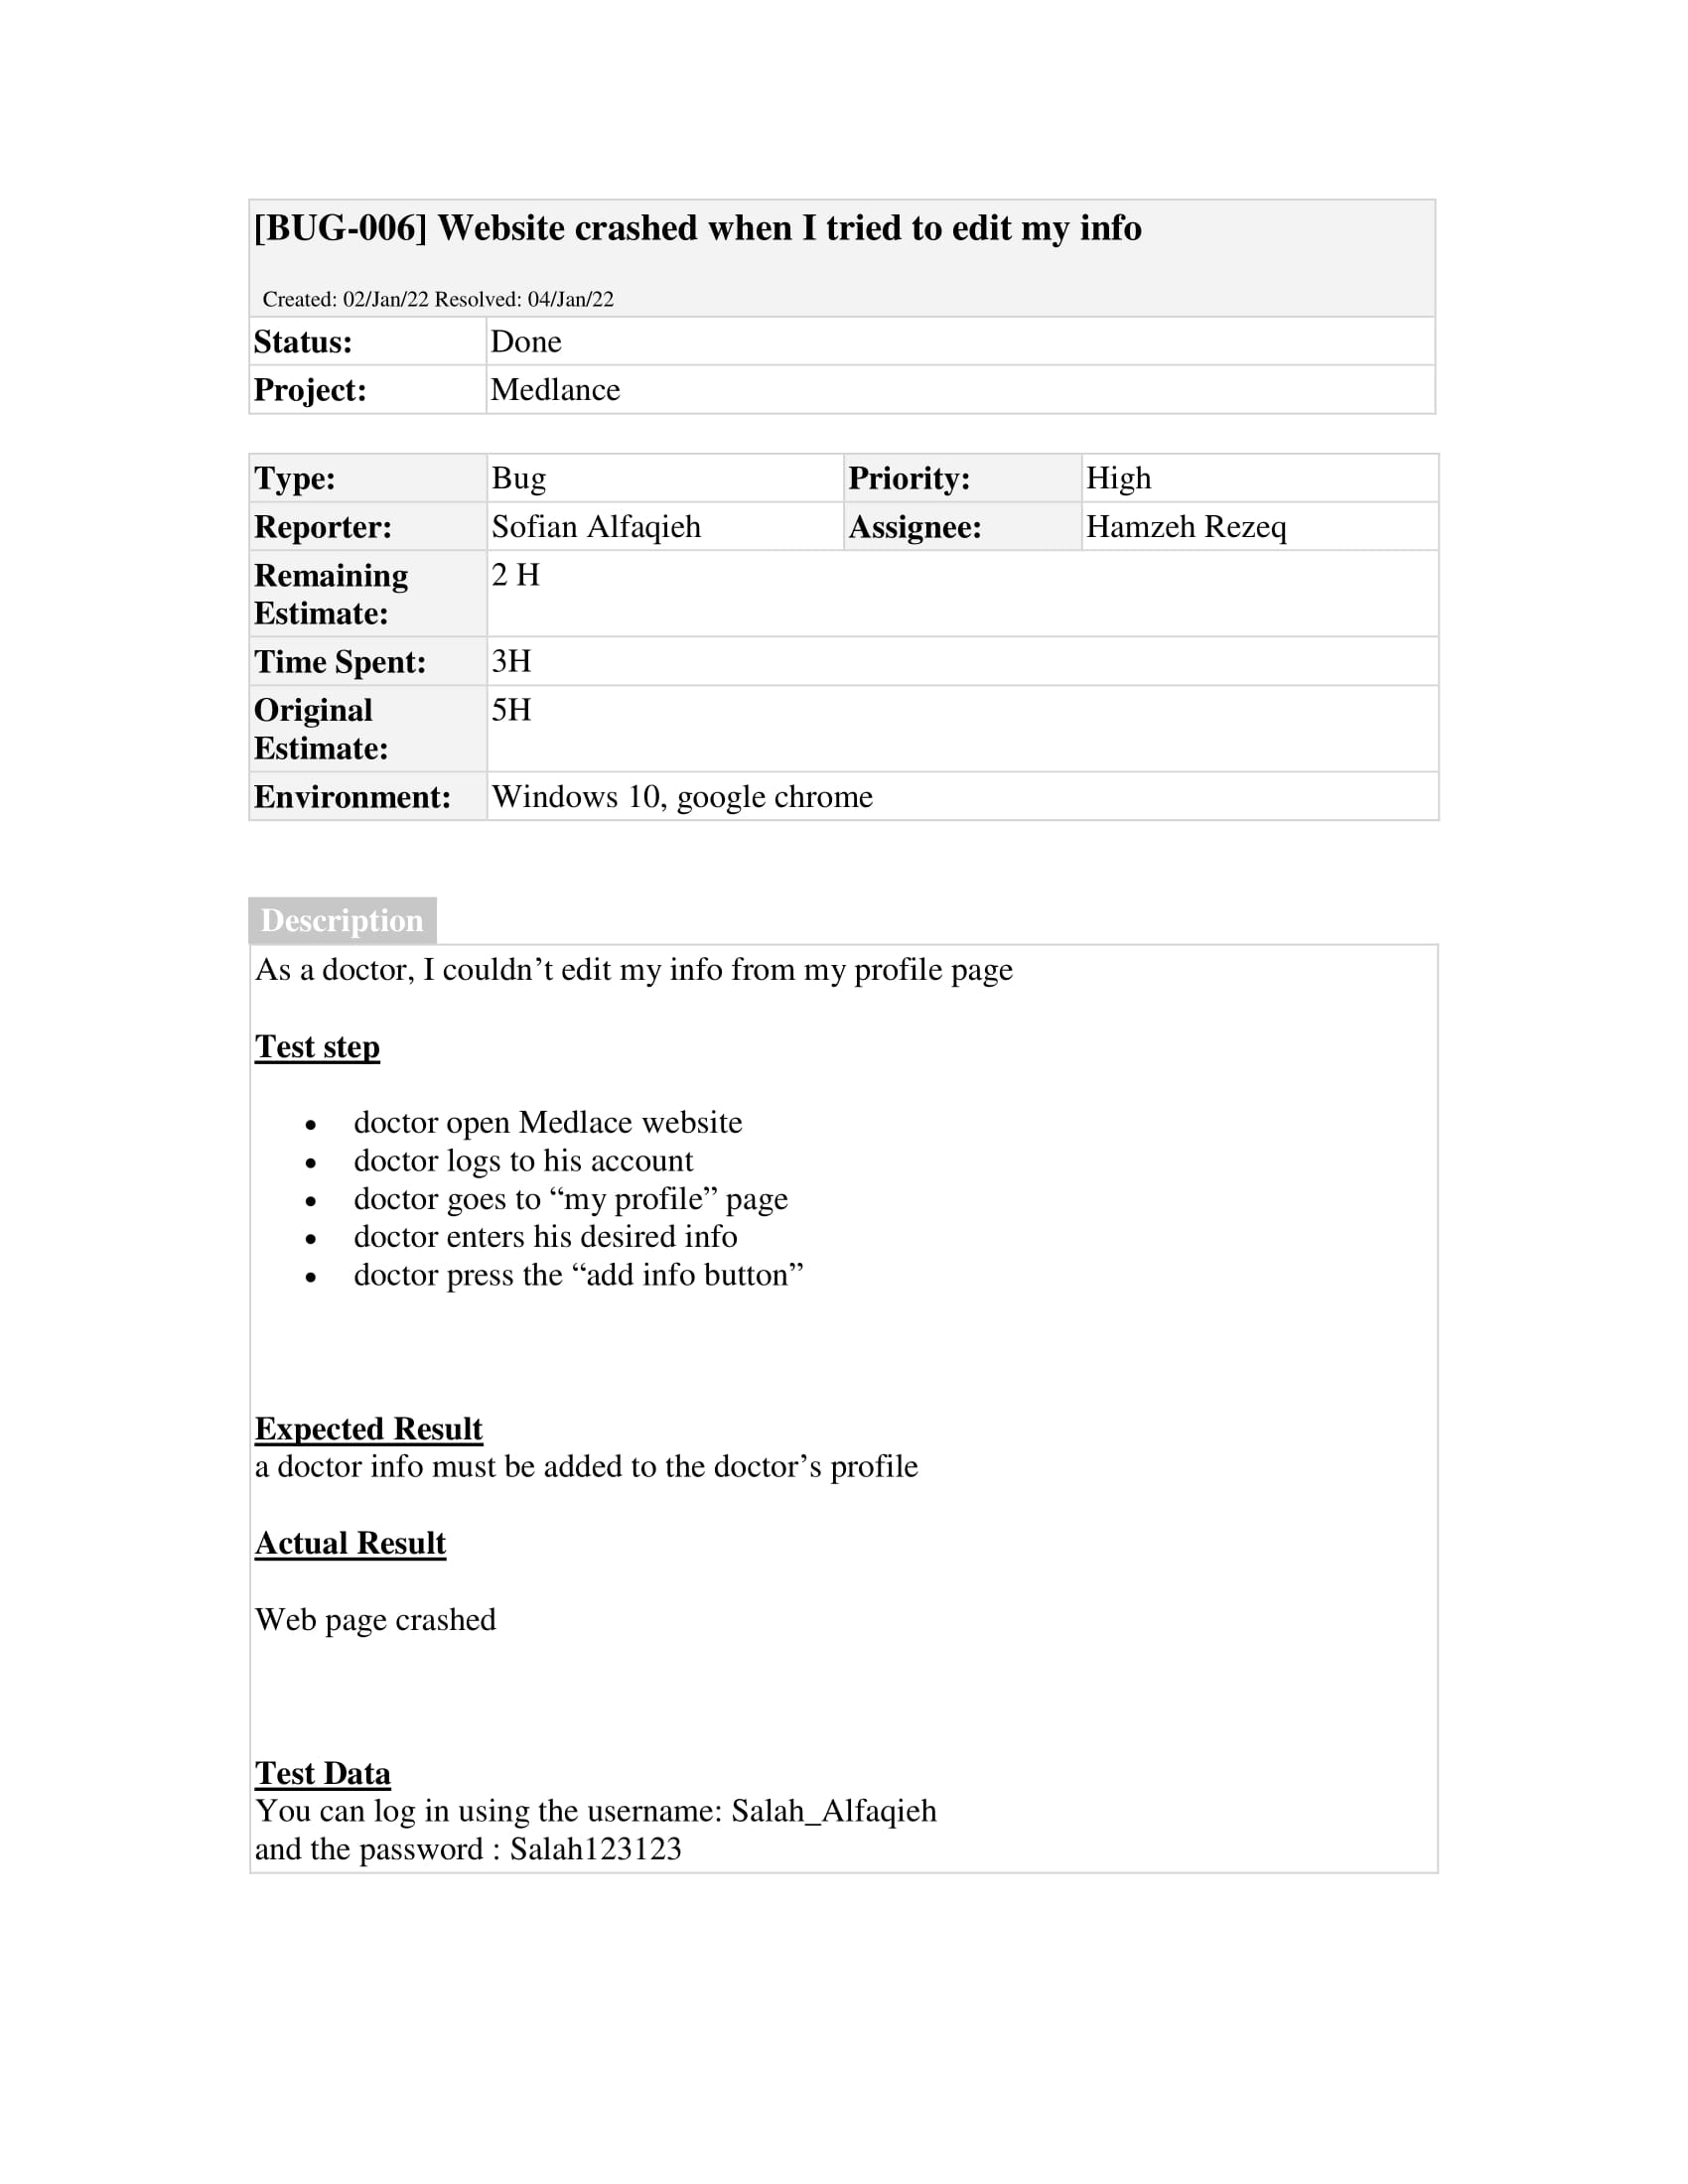 [BUG-006] Website crashed when I tried to edit my info
Created: 02/Jan/22 Resolved: 04/Jan/22
Status: Done
Project: Medlance
Type: Bug Priority: High
Reporter: Sofian Alfaqieh Assignee: Hamzeh Rezeq
Remaining Estimate: 2 H
Time Spent: 3H
Original Estimate: 5H
Environment: Windows 10, google chrome
Description
As a doctor, I couldn’t edit my info from my profile page
Test step
• doctor open Medlace website
• doctor logs to his account
• doctor goes to “my profile” page
• doctor enters his desired info
• doctor press the “add info button”
Expected Result
a doctor info must be added to the doctor’s profile
Actual Result
Web page crashed
Test Data
You can log in using the username: Salah_Alfaqieh
and the password : Salah123123